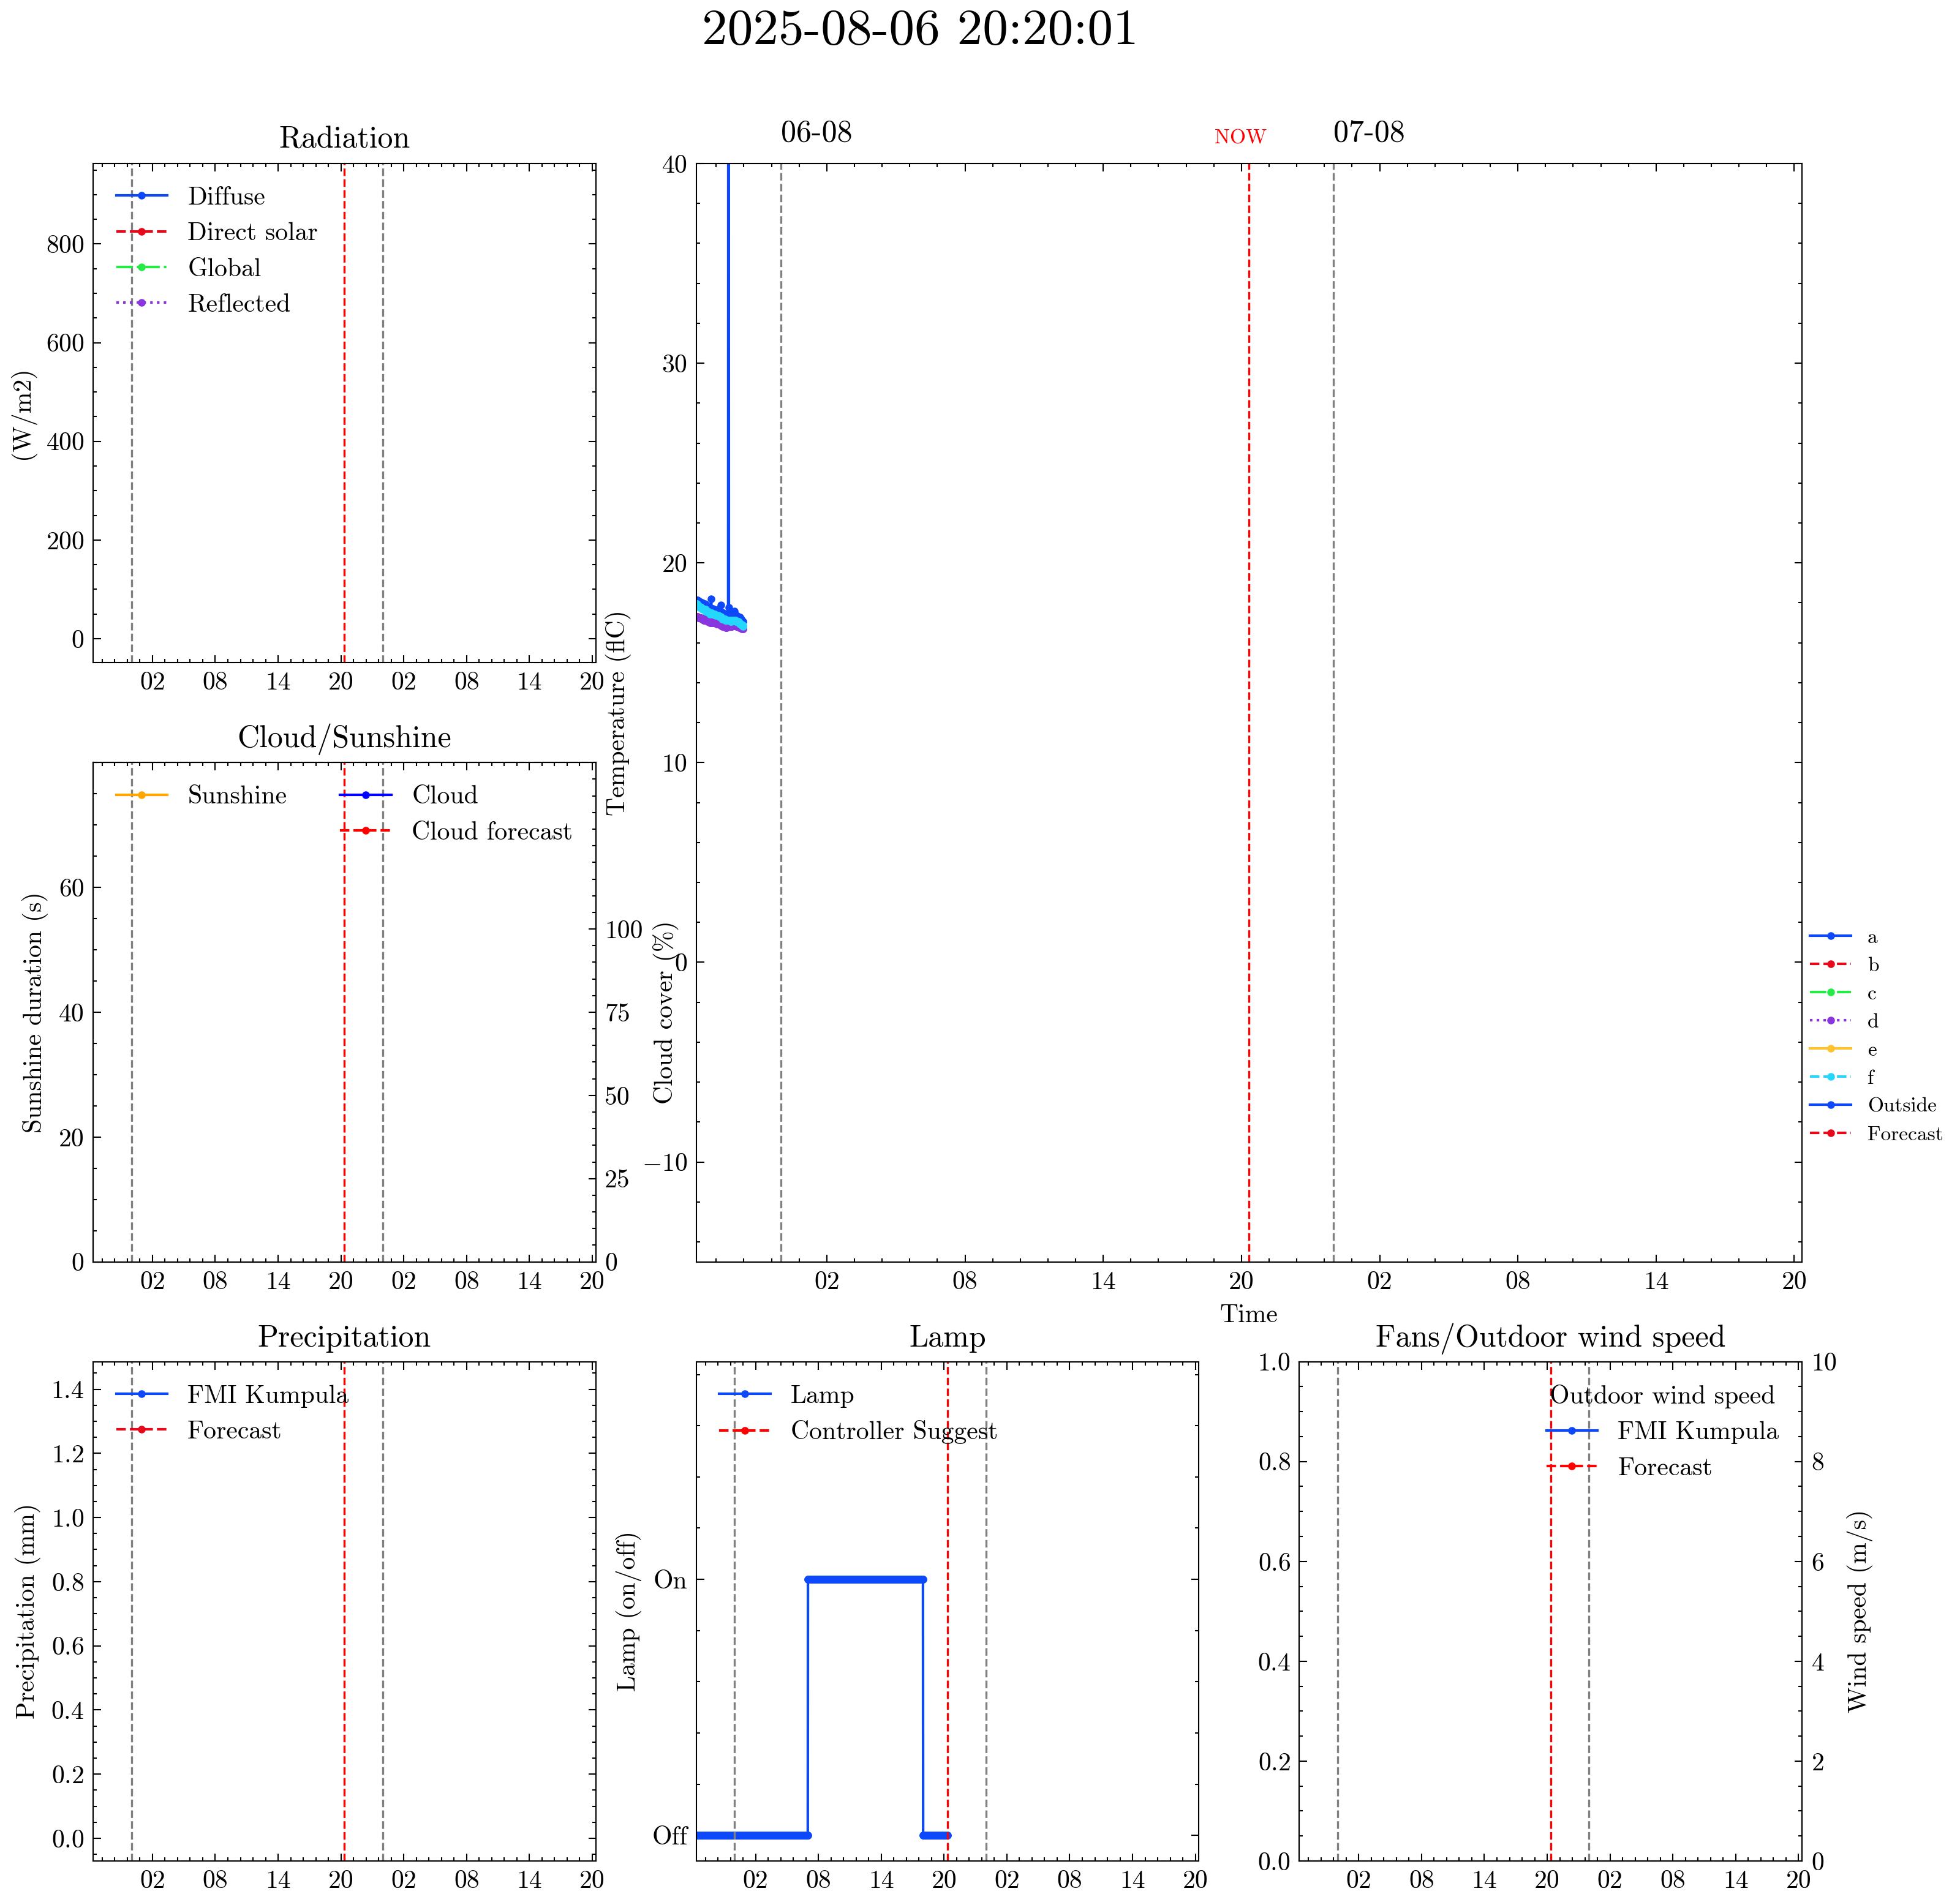 2025-08-06 20:20:01
Radiation
(W/m2)
800
600
400
200
0
Diffuse
Direct solar
Global
Reflected
02 08 14 20 02 08 14 20
06-08 NOW 07-08
Temperature (flC)
40
30
20
10
0
−10
02 08 14 20 02 08 14 20
Time
a
b
c
d
e
f
Outside
Forecast
Cloud/Sunshine
Sunshine duration (s)
60
40
20
0
Sunshine
Cloud
Cloud forecast
100
75
50
25
0
Cloud cover (%)
02 08 14 20 02 08 14 20
Precipitation
Precipitation (mm)
1.4
1.2
1.0
0.8
0.6
0.4
0.2
0.0
FMI Kumpula
Forecast
02 08 14 20 02 08 14 20
Lamp
Lamp (on/off)
On
Off
Lamp
Controller Suggest
02 08 14 20 02 08 14 20
Fans/Outdoor wind speed
1.0
0.8
0.6
0.4
0.2
0.0
Outdoor wind speed
FMI Kumpula
Forecast
10
8
6
4
2
0
Wind speed (m/s)
02 08 14 20 02 08 14 20